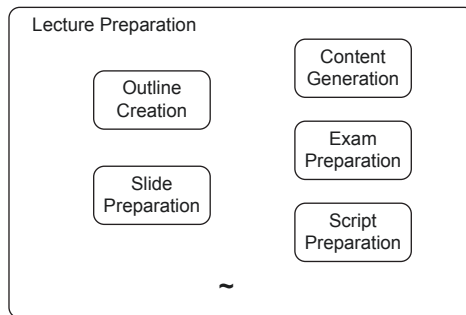 Lecture Preparation
Outline
Creation
Slide
Preparation
Content
Generation
Exam
Preparation
Script
Preparation
~